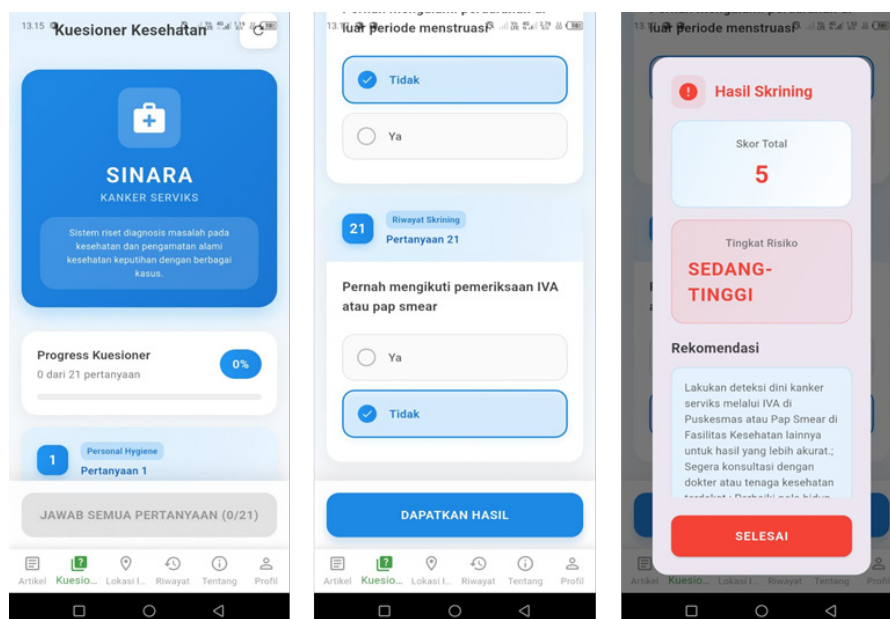 13.15
Kuesioner Kesehatan
SINARA
KANKER SERVIKS
Sistem riset diagnosis masalah pada
kesehatan dan pengamatan alami
kesehatan keputihan dengan berbagai
kasus.
Progress Kuesioner
0 dari 21 pertanyaan
0%
1
Personal Hygiene
Pertanyaan 1
JAWAB SEMUA PERTANYAAN (0/21)
Artikel Kuesio... Lokasi I... Riwayat Tentang Profil
luar periode menstruasi
Tidak
Ya
21
Riwayat Skrining
Pertanyaan 21
Pernah mengikuti pemeriksaan IVA
atau pap smear
Ya
Tidak
DAPATKAN HASIL
Artikel Kuesio... Lokasi I... Riwayat Tentang Profil
luar periode menstruasi
Hasil Skrining
Skor Total
5
Tingkat Risiko
SEDANG-
TINGGI
Rekomendasi
Lakukan deteksi dini kanker
serviks melalui IVA di
Puskesmas atau Pap Smear di
Fasilitas Kesehatan lainnya
untuk hasil yang lebih akurat.;
Segera konsultasi dengan
dokter atau tenaga kesehatan
SELESAI
Artikel Kuesio... Lokasi I... Riwayat Tentang Profil